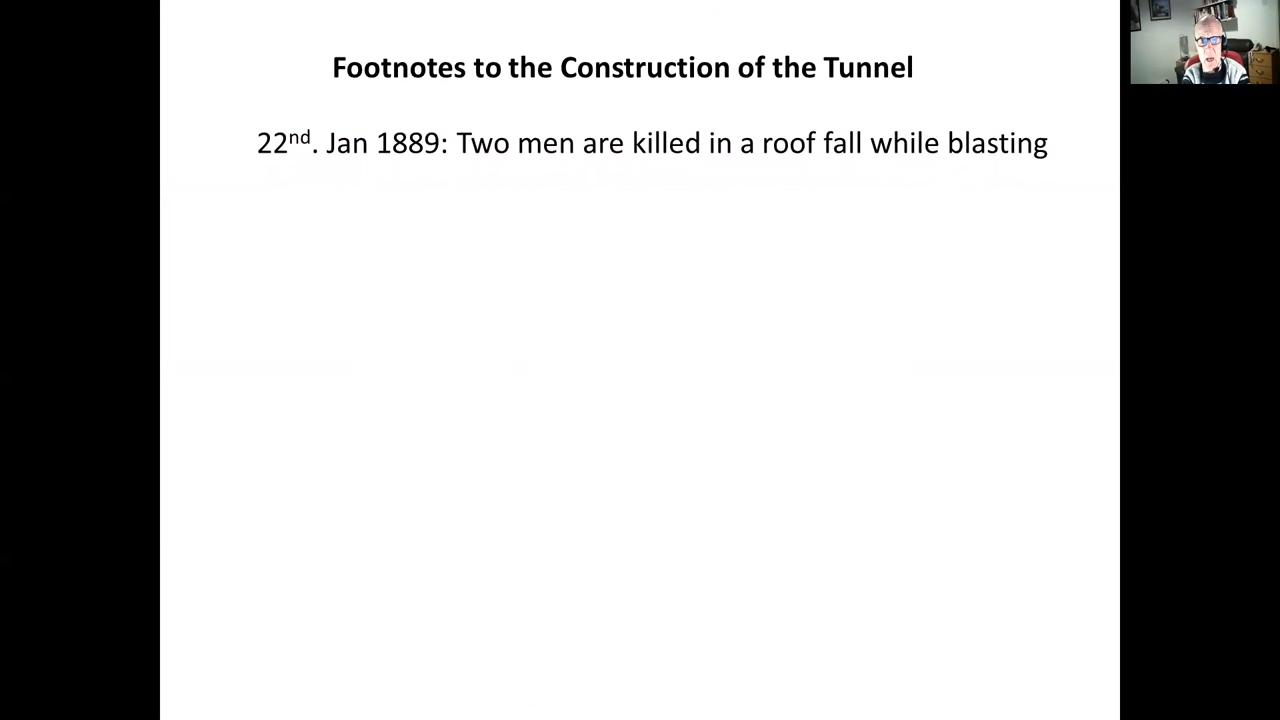 Footnotes to the Construction of the Tunnel
22nd. Jan 1889: Two men are killed in a roof fall while blasting